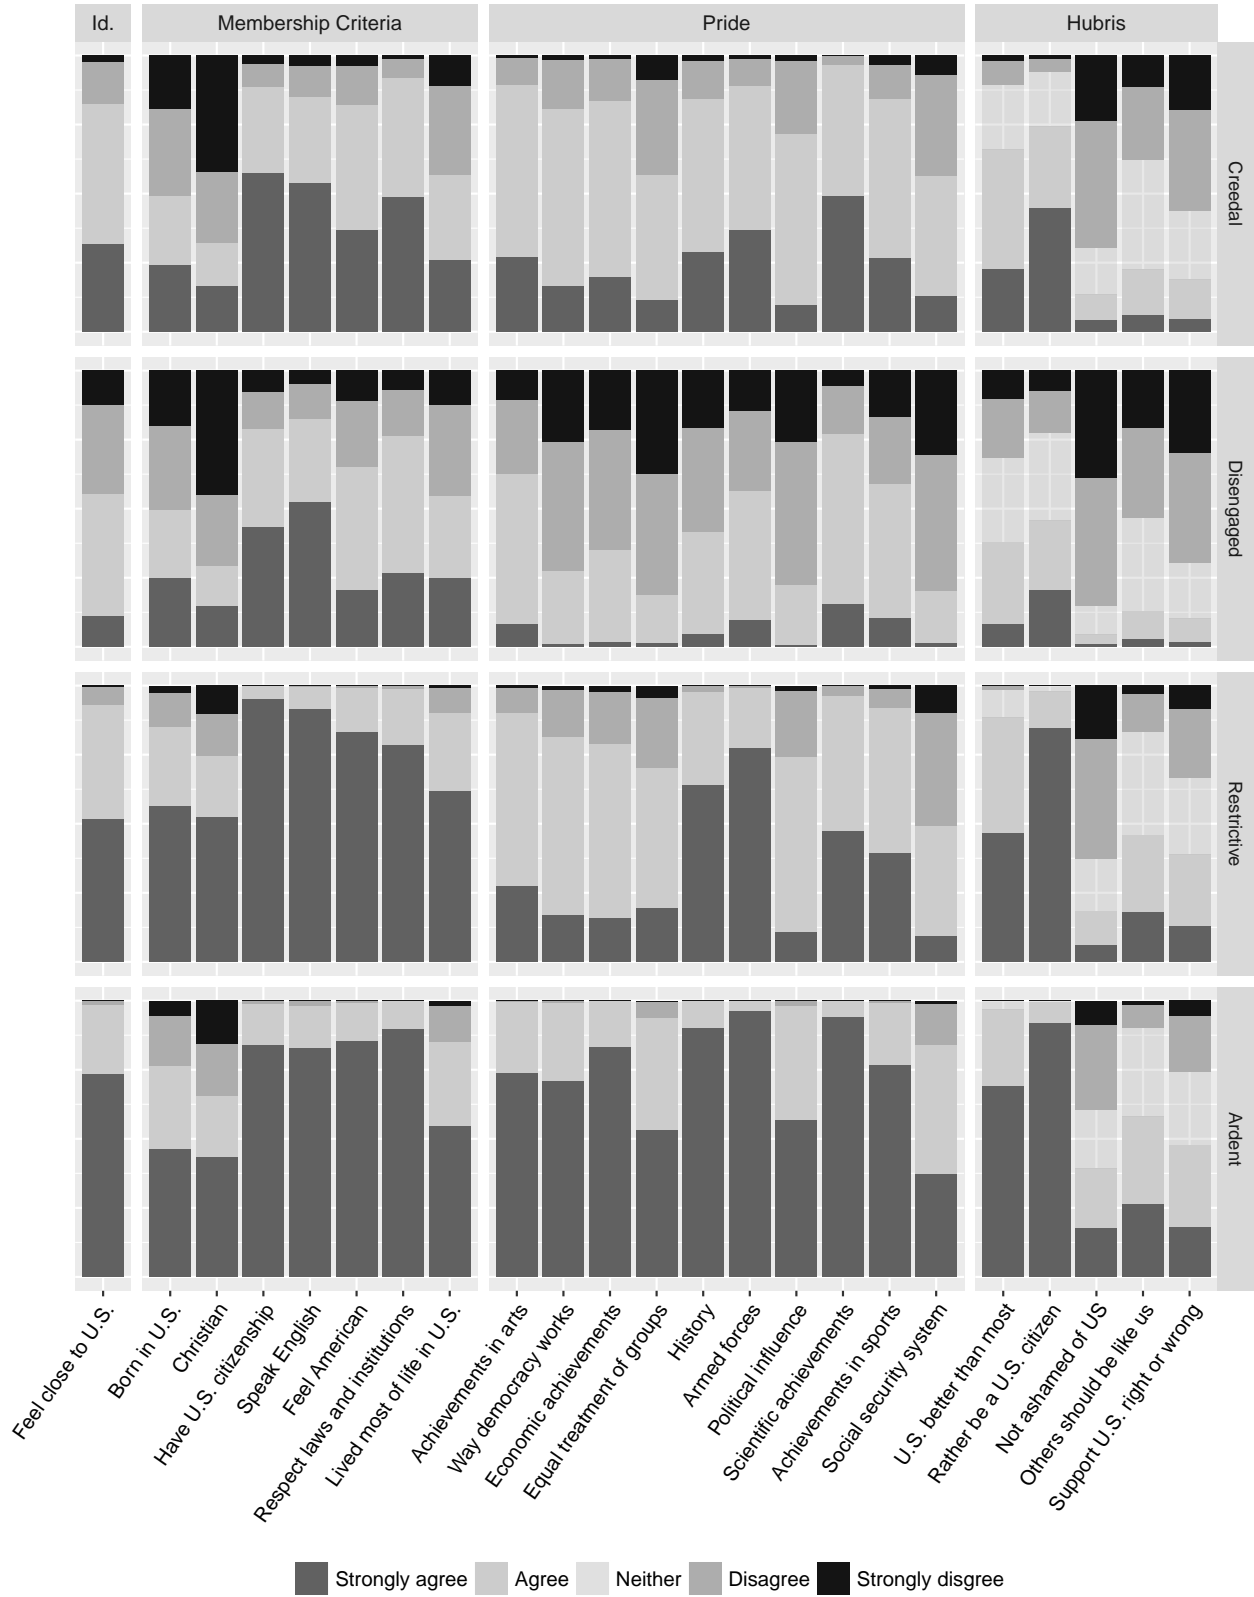 Id.
Membership Criteria
Pride
Hubris
Creedal
Disengaged
Restrictive
Ardent
Feel close to U.S.
Born in U.S.
Christian
Have U.S. citizenship
Speak English
Feel American
Respect laws and institutions
Lived most of life in U.S.
Achievements in arts
Way democracy works
Economic achievements
Equal treatment of groups
History
Armed forces
Political influence
Scientific achievements
Achievements in sports
Social security system
U.S. better than most
Rather be a U.S. citizen
Not ashamed of US
Others should be like us
Support U.S. right or wrong
Strongly agree
Agree
Neither
Disagree
Strongly disgree